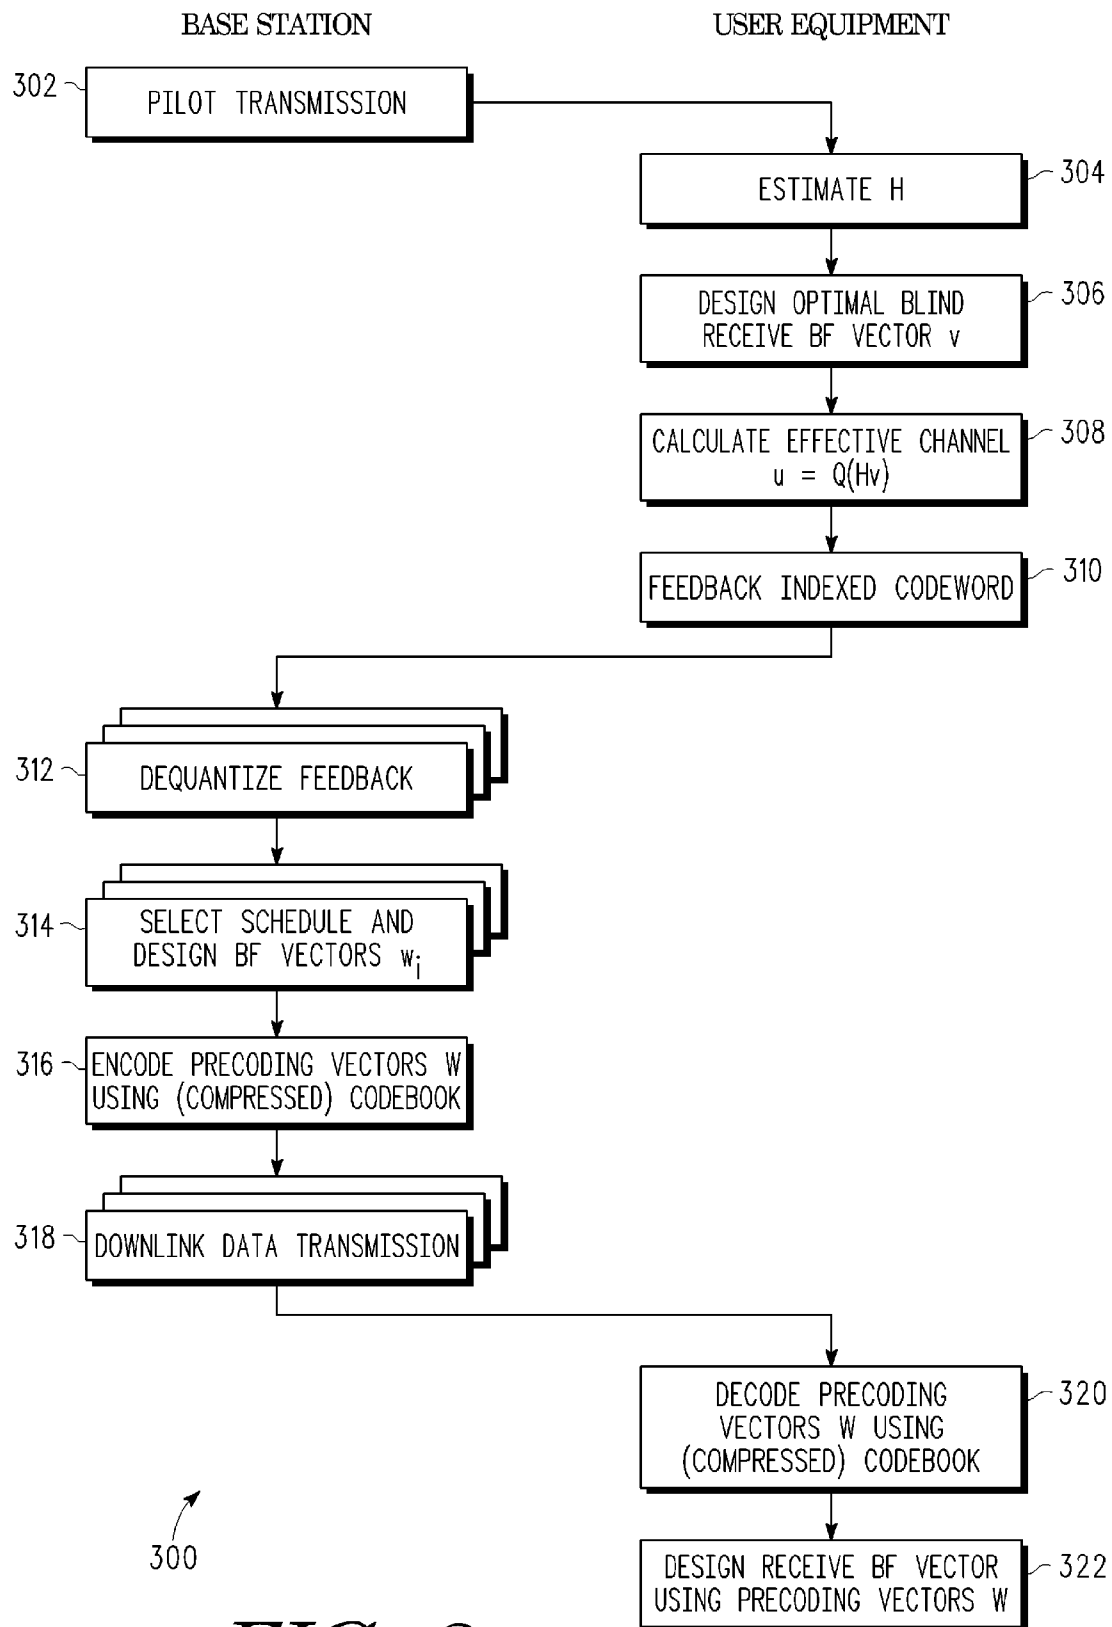 BASE STATION
USER EQUIPMENT
302
PILOT TRANSMISSION
ESTIMATE H
304
DESIGN OPTIMAL BLIND
RECEIVE BF VECTOR v
306
CALCULATE EFFECTIVE CHANNEL
u = Q(Hv)
308
FEEDBACK INDEXED CODEWORD
310
312
DEQUANTIZE FEEDBACK
314
SELECT SCHEDULE AND
DESIGN BF VECTORS wi
316
ENCODE PRECODING VECTORS W
USING (COMPRESSED) CODEBOOK
318
DOWNLINK DATA TRANSMISSION
DECODE PRECODING
VECTORS W USING
(COMPRESSED) CODEBOOK
320
DESIGN RECEIVE BF VECTOR
USING PRECODING VECTORS W
322
300